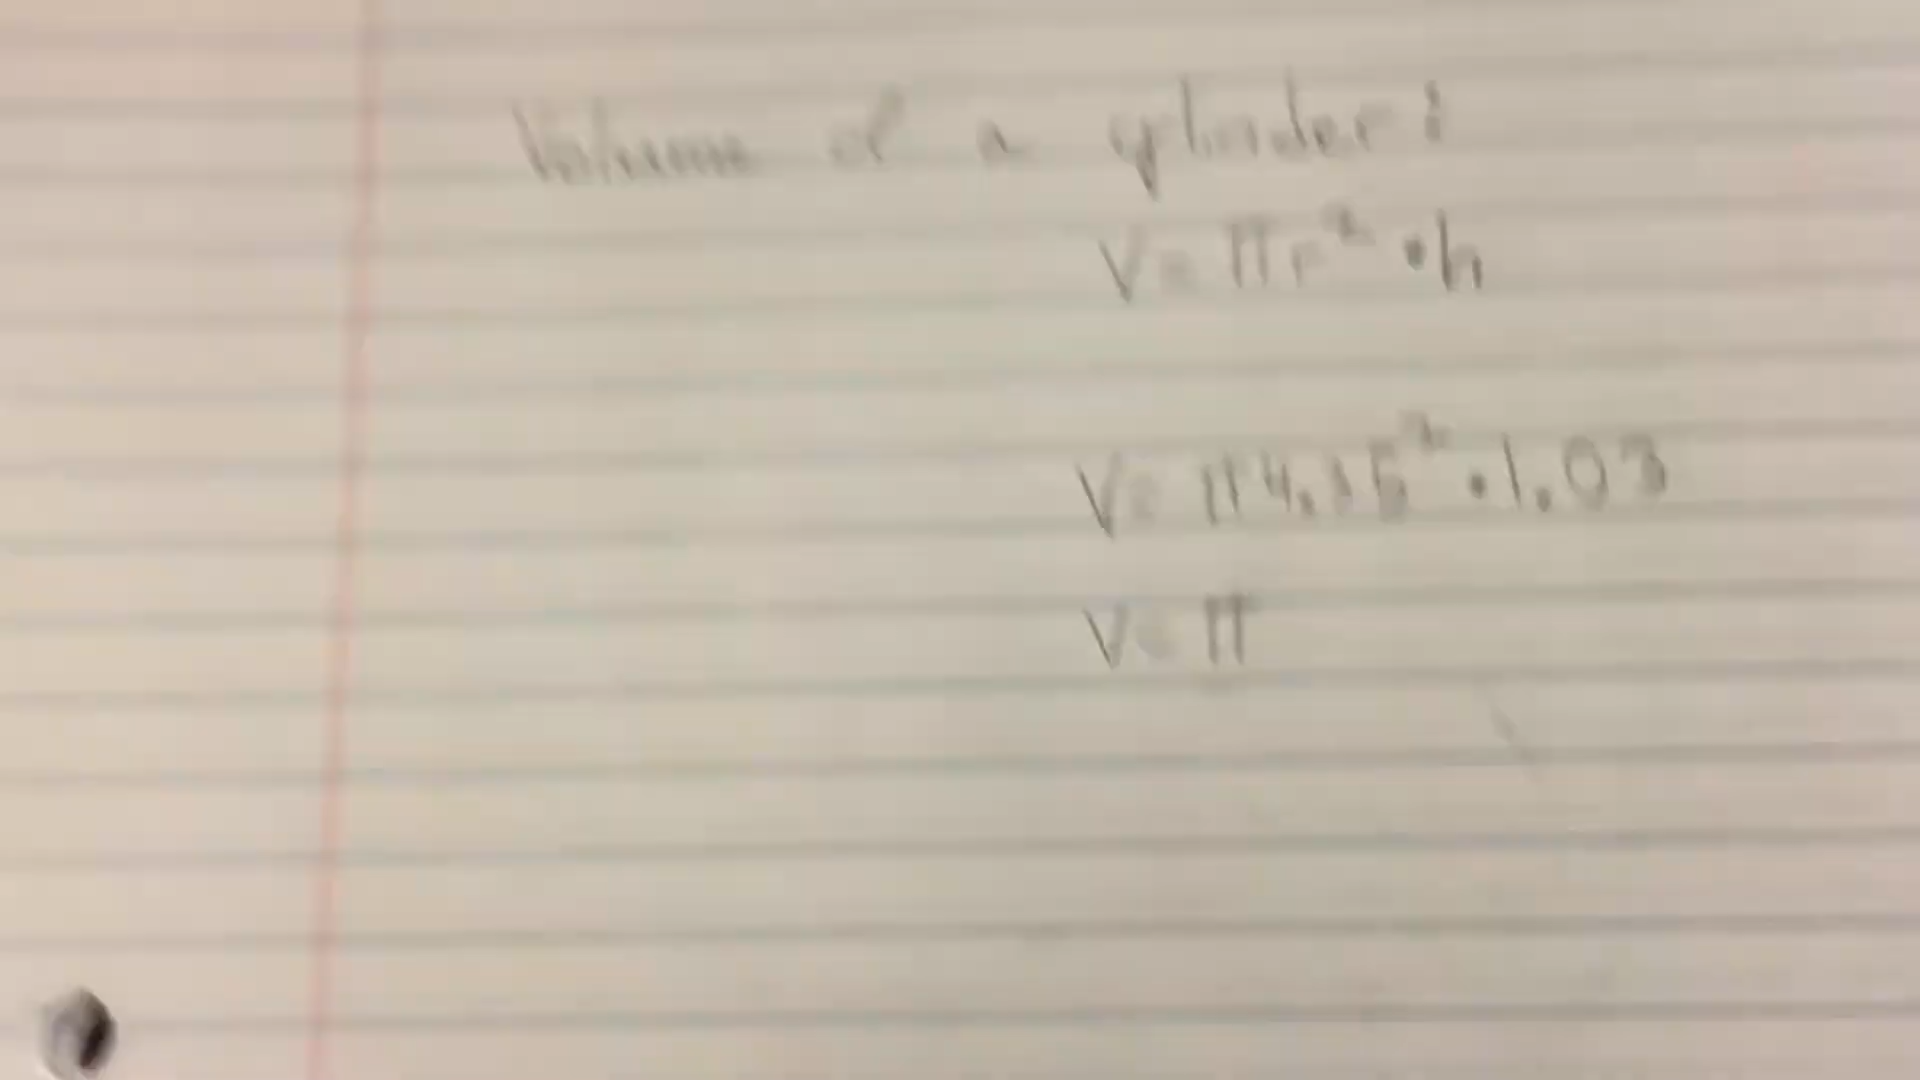 Volume of a cylinder:
V = πr² • h
V = π4.15² • 1.03
V = π